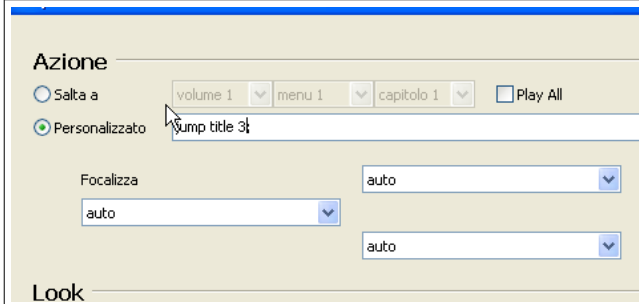 Azione
Salta a volume 1 menu 1 capitolo 1 Play All
Personalizzato jump title 3;
Focalizza auto
auto
auto
Look